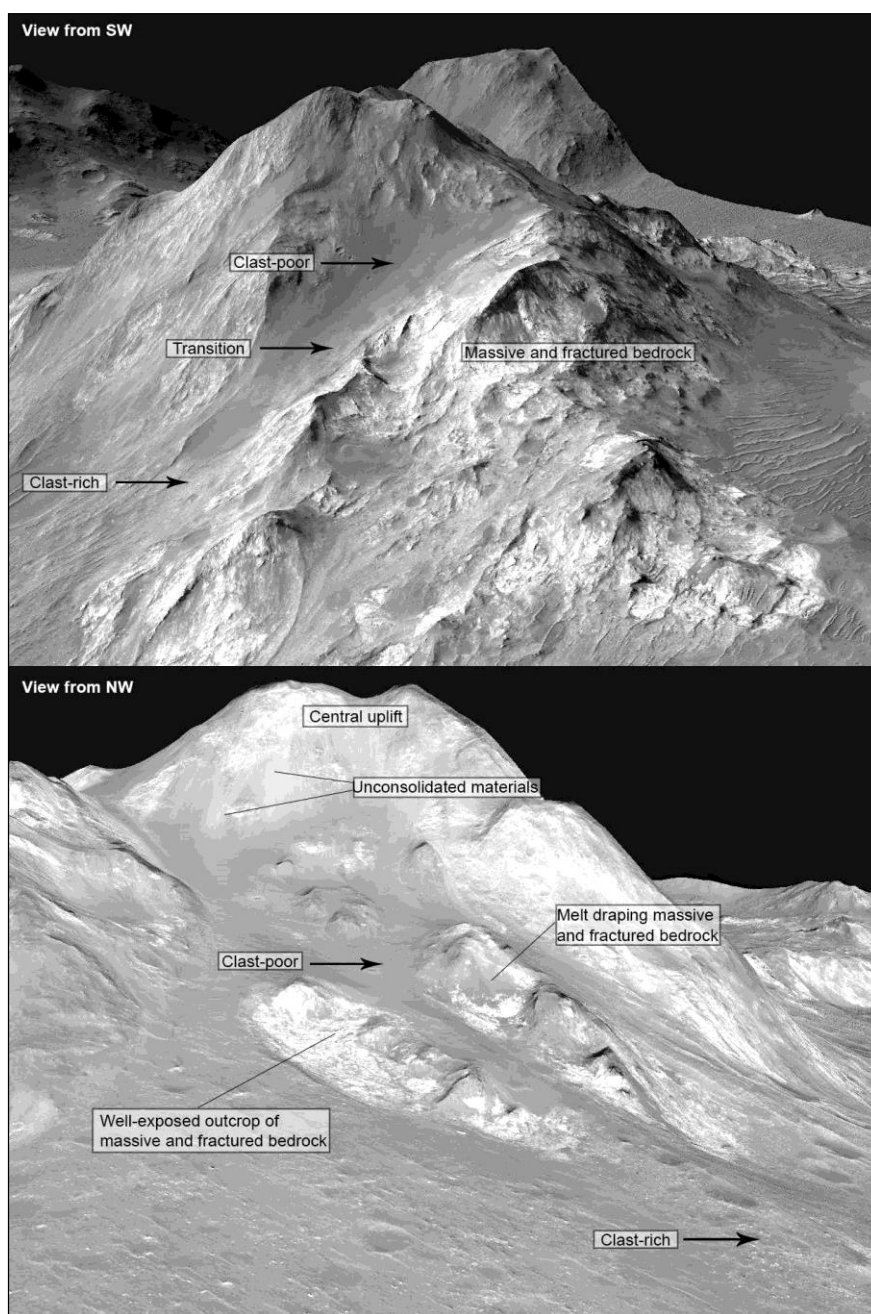 View from SW
Clast-poor
Transition
Massive and fractured bedrock
Clast-rich
View from NW
Central uplift
Unconsolidated materials
Melt draping massive
and fractured bedrock
Clast-poor
Well-exposed outcrop of
massive and fractured bedrock
Clast-rich